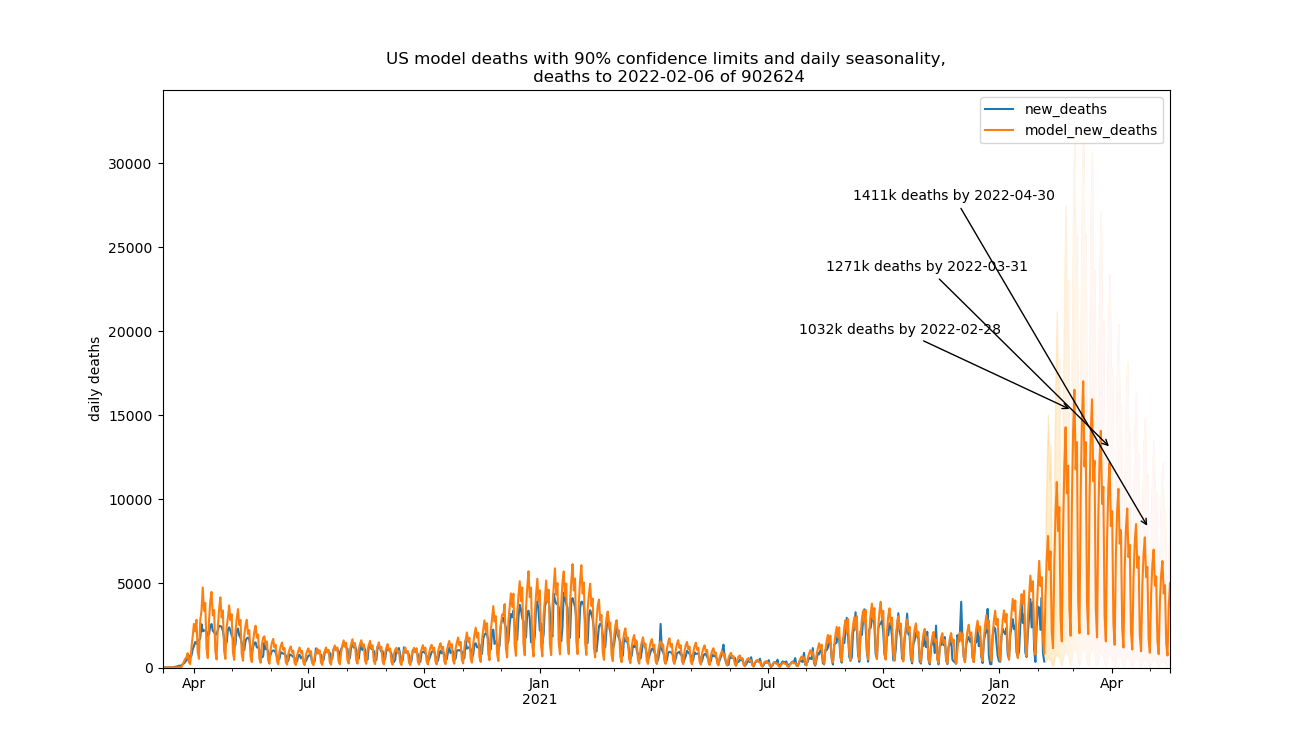 US model deaths with 90% confidence limits and daily seasonality,
deaths to 2022-02-06 of 902624
new_deaths
model_new_deaths
30000
25000
20000
15000
10000
5000
0
daily deaths
1411k deaths by 2022-04-30
1271k deaths by 2022-03-31
1032k deaths by 2022-02-28
Apr Jul Oct Jan Apr Jul Oct Jan Apr
2021 2022